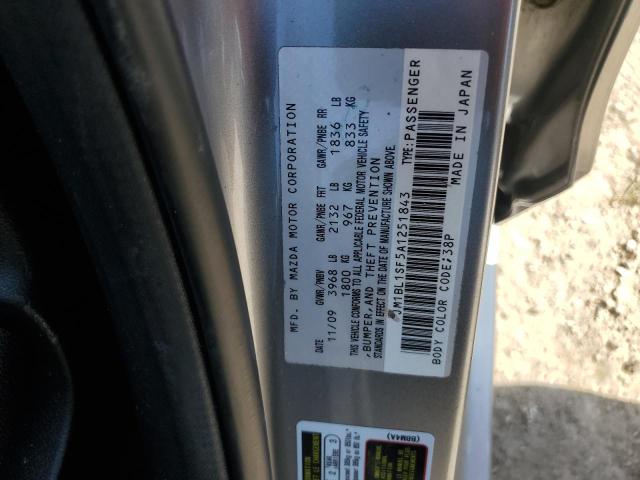 MFD. BY MAZDA MOTOR CORPORATION
DATE GVWR/PNBV GAWR/PNBE FRT GAWR/PNBE RR
11/09 3968 LB 2132 LB 1836 LB
1800 KG 967 KG 833 KG
THIS VEHICLE CONFORMS TO ALL APPLICABLE FEDERAL MOTOR VEHICLE SAFETY
,BUMPER,AND THEFT PREVENTION
STANDARDS IN EFFECT ON THE DATE OF MANUFACTURE SHOWN ABOVE.
JM1BL1SF5A1251843 TYPE:PASSENGER
BODY COLOR CODE:38P MADE IN JAPAN
(BBM4A)